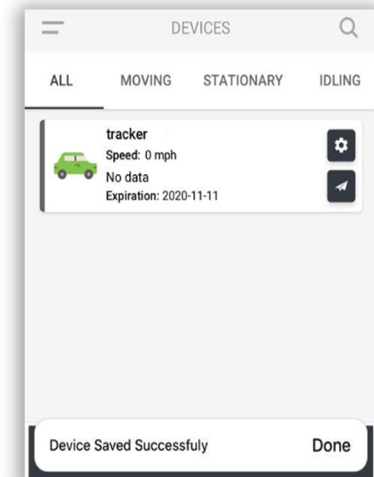 DEVICES
ALL MOVING STATIONARY IDLING
tracker
Speed: 0 mph
No data
Expiration: 2020-11-11
Device Saved Successfuly Done